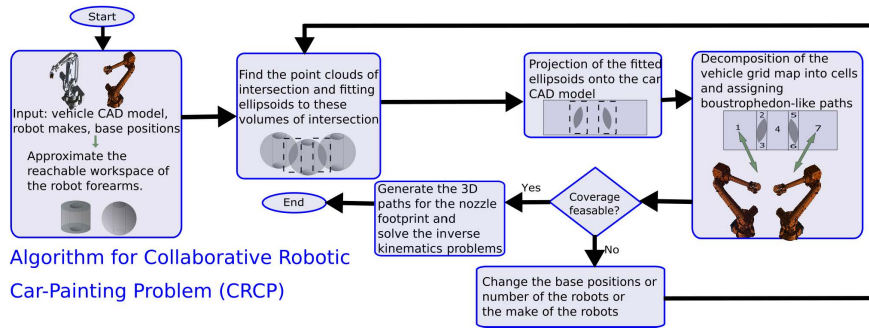 Start
Input: vehicle CAD model,
robot makes, base positions
Approximate the
reachable workspace of
the robot forearms.
Find the point clouds of
intersection and fitting
ellipsoids to these
volumes of intersection
Projection of the fitted
ellipsoids onto the car
CAD model
Decomposition of the
vehicle grid map into cells
and assigning
boustrophedon-like paths
1
2
3
4
5
6
7
Coverage
feasable?
Yes
No
Generate the 3D
paths for the nozzle
footprint and
solve the inverse
kinematics problems
End
Change the base positions or
number of the robots or
the make of the robots
Algorithm for Collaborative Robotic
Car-Painting Problem (CRCP)